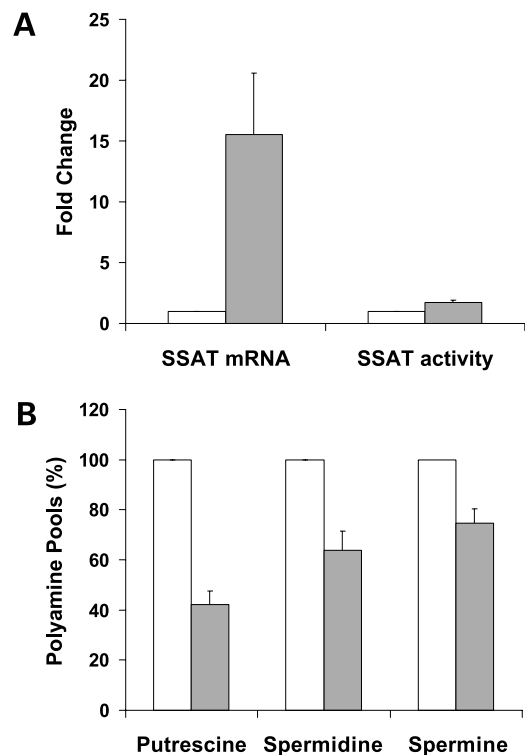 A
Fold Change
25
20
15
10
5
0
SSAT mRNA SSAT activity
B
Polyamine Pools (%)
120
100
80
60
40
20
0
Putrescine Spermidine Spermine